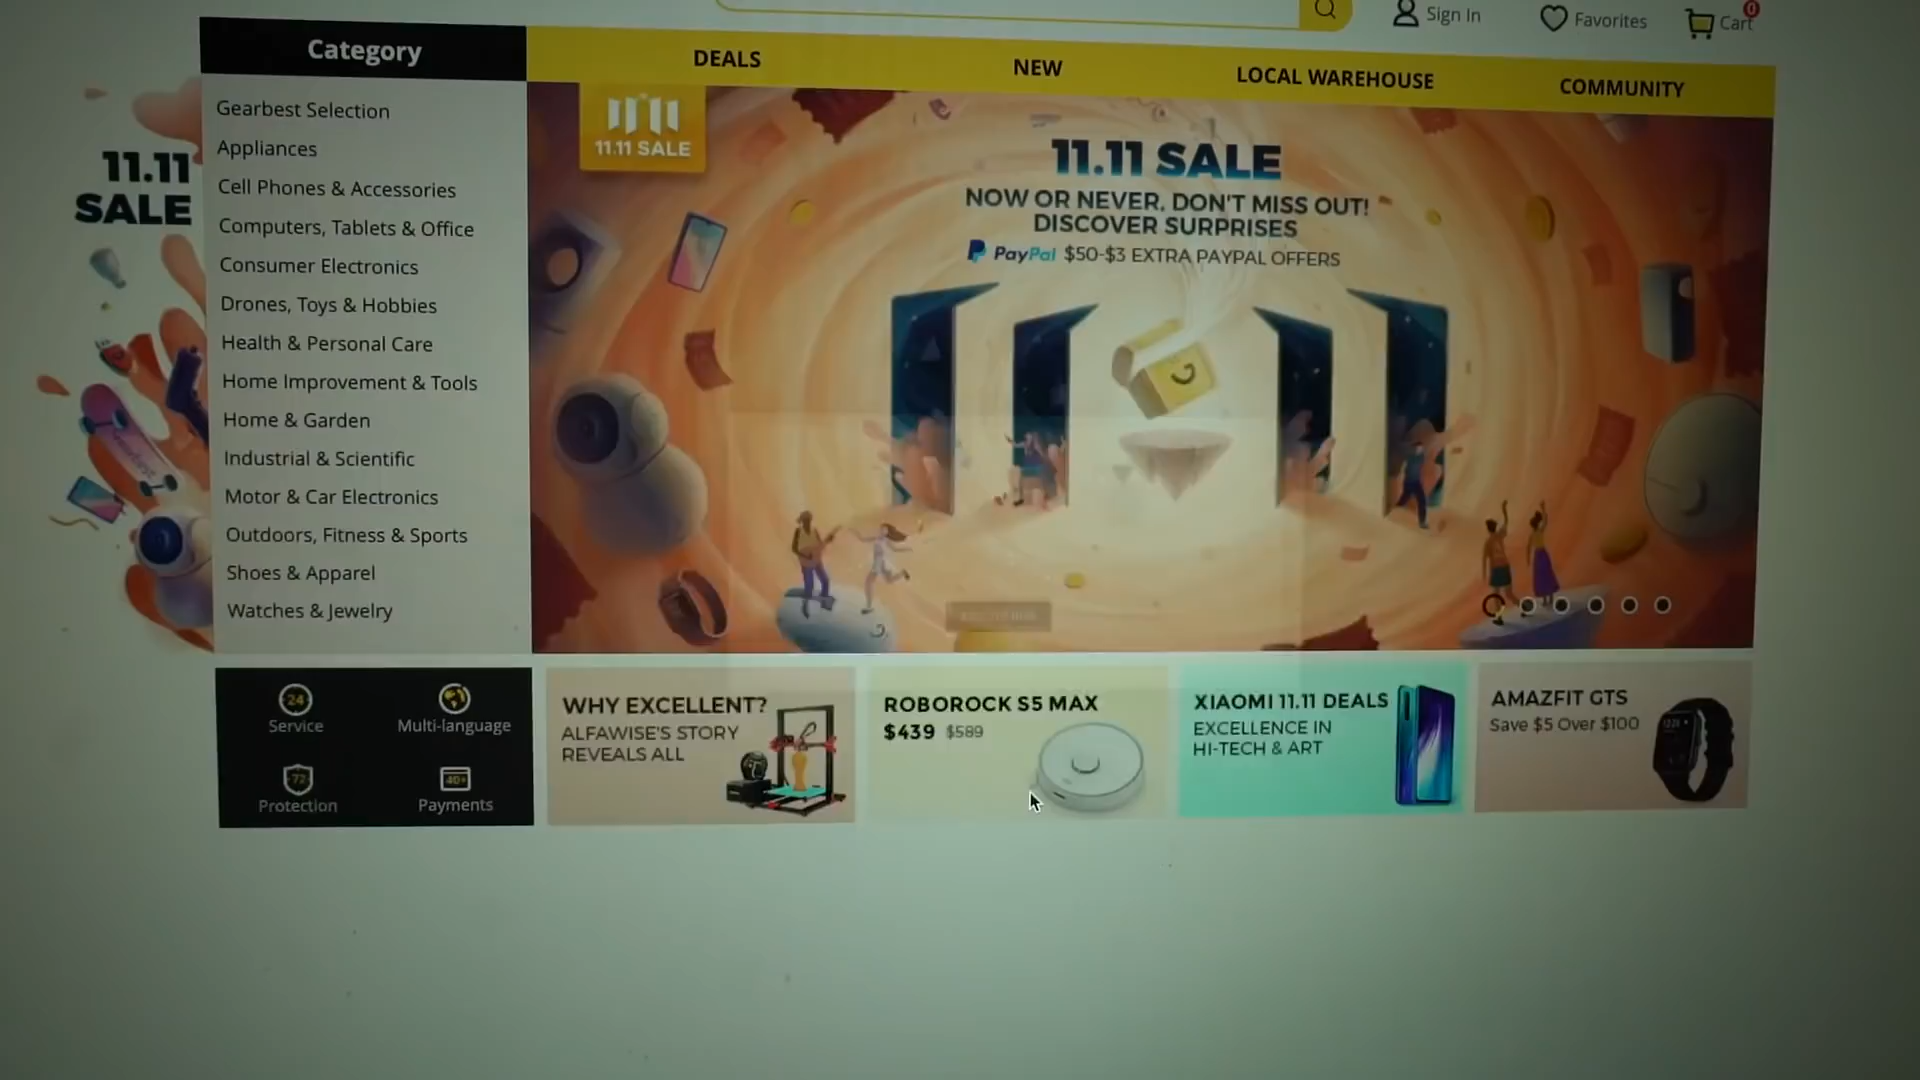 Sign In
Favorites
0
Cart
Category
DEALS
NEW
LOCAL WAREHOUSE
COMMUNITY
Gearbest Selection
Appliances
Cell Phones & Accessories
Computers, Tablets & Office
Consumer Electronics
Drones, Toys & Hobbies
Health & Personal Care
Home Improvement & Tools
Home & Garden
Industrial & Scientific
Motor & Car Electronics
Outdoors, Fitness & Sports
Shoes & Apparel
Watches & Jewelry
11.11
SALE
11.11 SALE
11.11 SALE
NOW OR NEVER. DON'T MISS OUT!
DISCOVER SURPRISES
PayPal $50-$3 EXTRA PAYPAL OFFERS
24
Service
Multi-language
72
Protection
40+
Payments
WHY EXCELLENT?
ALFAWISE'S STORY
REVEALS ALL
ROBOROCK S5 MAX
$439 $589
XIAOMI 11.11 DEALS
EXCELLENCE IN
HI-TECH & ART
AMAZFIT GTS
Save $5 Over $100